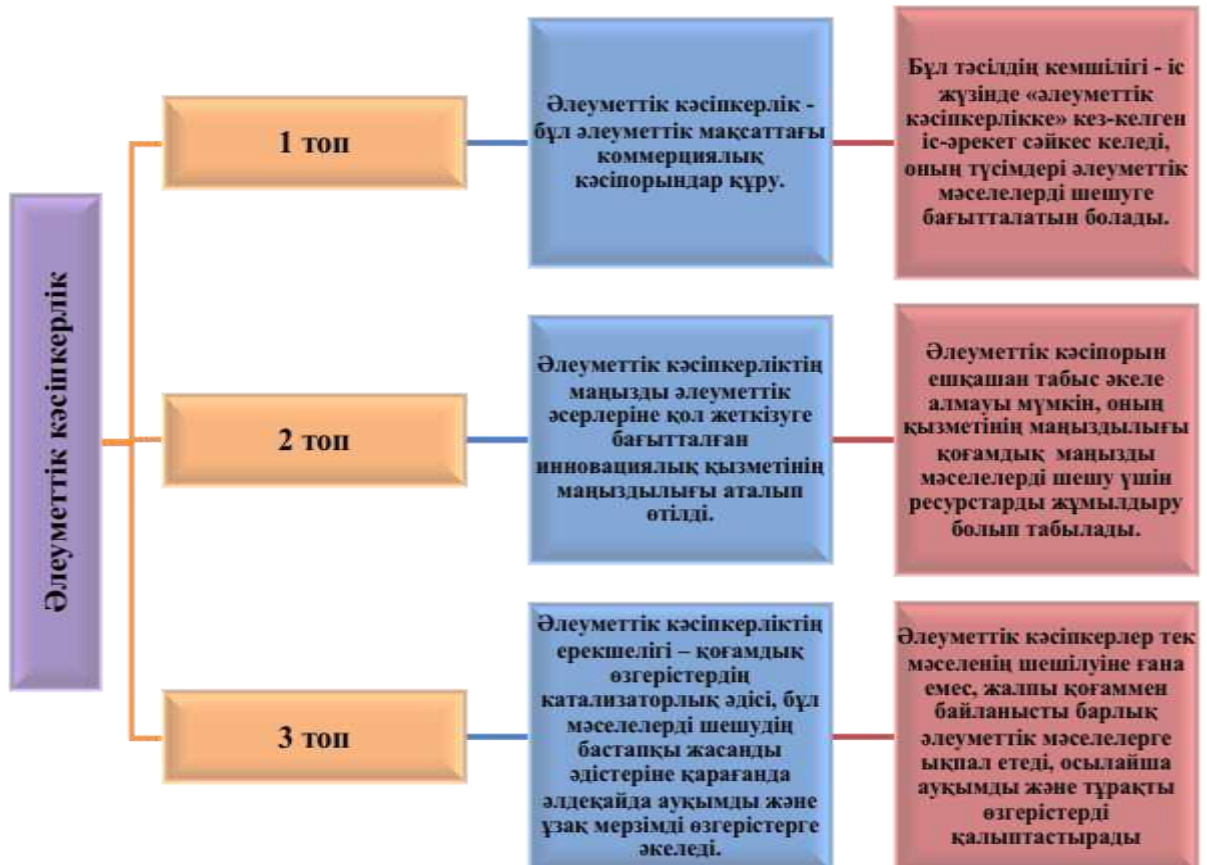 Әлеуметтік кәсіпкерлік
1 топ
Әлеуметтік кәсіпкерлік -
бұл әлеуметтік мақсаттағы
коммерциялық
кәсіпорындар құру.
Бұл тәсілдің кемшілігі - іс
жүзінде «әлеуметтік
кәсіпкерлікке» кез-келген
іс-әрекет сәйкес келеді,
оның түсімдері әлеуметтік
мәселелерді шешуге
бағытталатын болады.
2 топ
Әлеуметтік кәсіпкерліктің
маңызды әлеуметтік
әсерлеріне қол жеткізуге
бағытталған
инновациялық қызметінің
маңыздылығы аталып
өтілді.
Әлеуметтік кәсіпорын
ешқашан табыс әкеле
алмауы мүмкін, оның
қызметінің маңыздылығы
қоғамдық маңызды
мәселелерді шешу үшін
ресурстарды жұмылдыру
болып табылады.
3 топ
Әлеуметтік кәсіпкерліктің
ерекшелігі – қоғамдық
өзгерістердің
катализаторлық әдісі, бұл
мәселелерді шешудің
бастапқы жасанды
әдістеріне қарағанда
әлдеқайда ауқымды және
ұзақ мерзімді өзгерістерге
әкеледі.
Әлеуметтік кәсіпкерлер тек
мәселенің шешілуіне ғана
емес, жалпы қоғаммен
байланысты барлық
әлеуметтік мәселелерге
ықпал етеді, осылайша
ауқымды және тұрақты
өзгерістерді
қалыптастырады